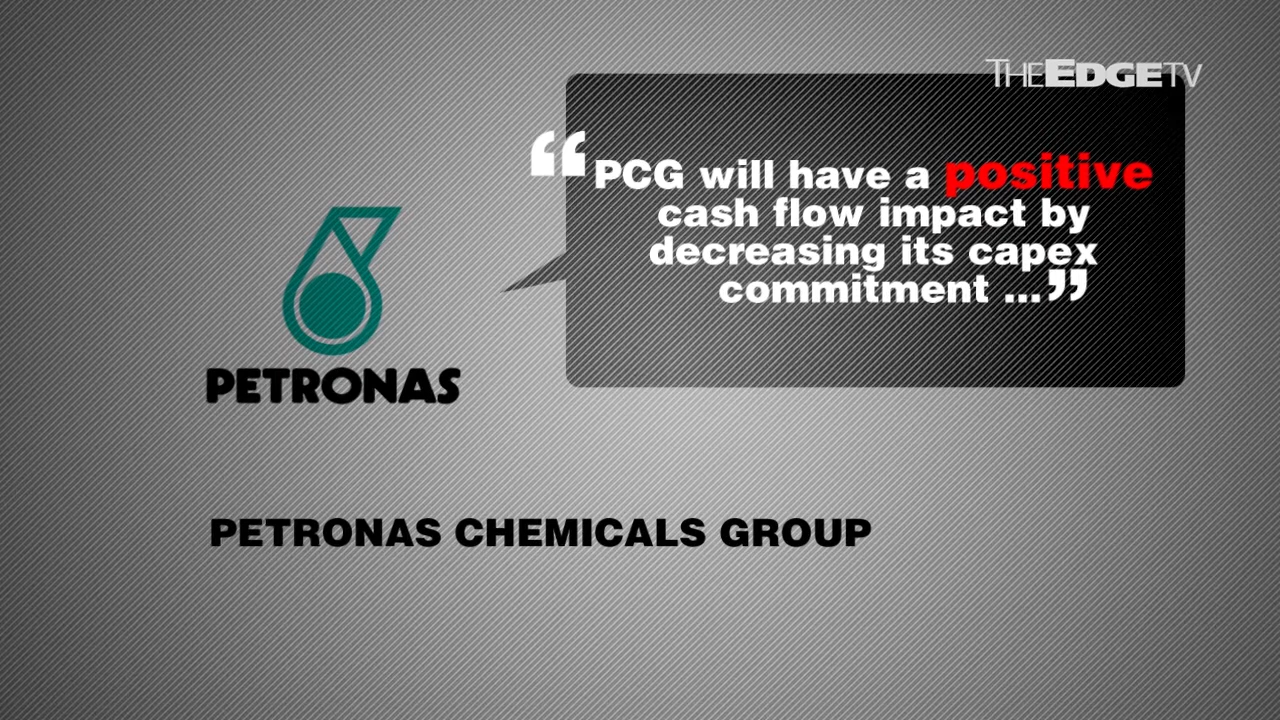 THEEDGETV
“PCG will have a positive
cash flow impact by
decreasing its capex
commitment ...”
PETRONAS
PETRONAS CHEMICALS GROUP